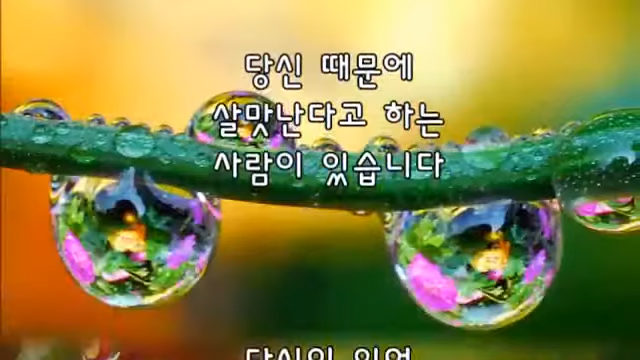 당신 때문에
살맛난다고 하는
사람이 있습니다